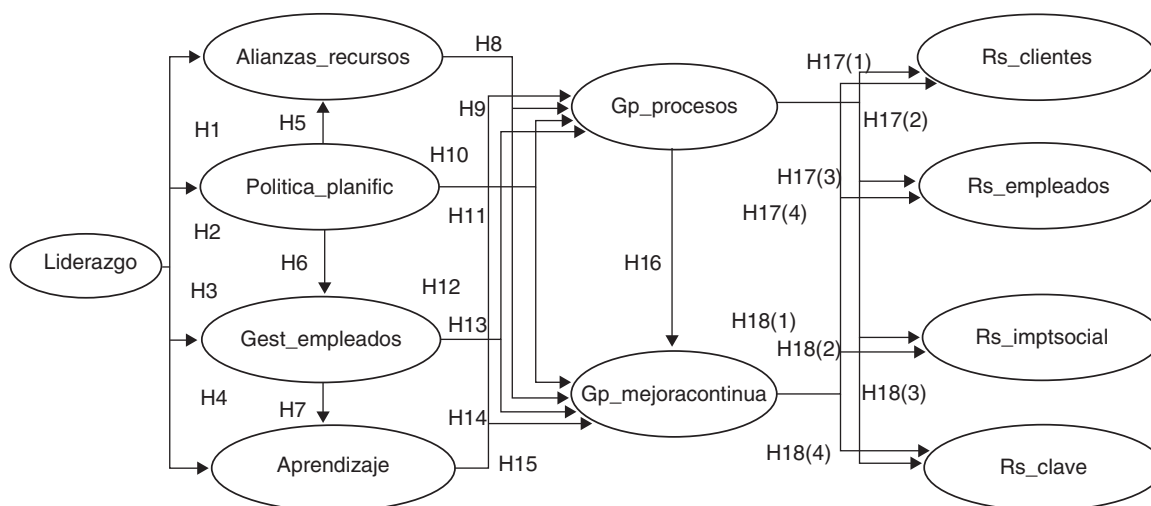 Alianzas_recursos
H8
H17(1)
Rs_clientes
H9
Gp_procesos
H1
H5
H17(2)
H10
Politica_planific
H17(3)
Rs_empleados
H11
H17(4)
H2
Liderazgo
H6
H16
H3
H12
H13
Gest_empleados
H18(1)
Rs_imptsocial
H18(2)
H4
H7
Gp_mejoracontinua
H18(3)
H14
Aprendizaje
H15
H18(4)
Rs_clave